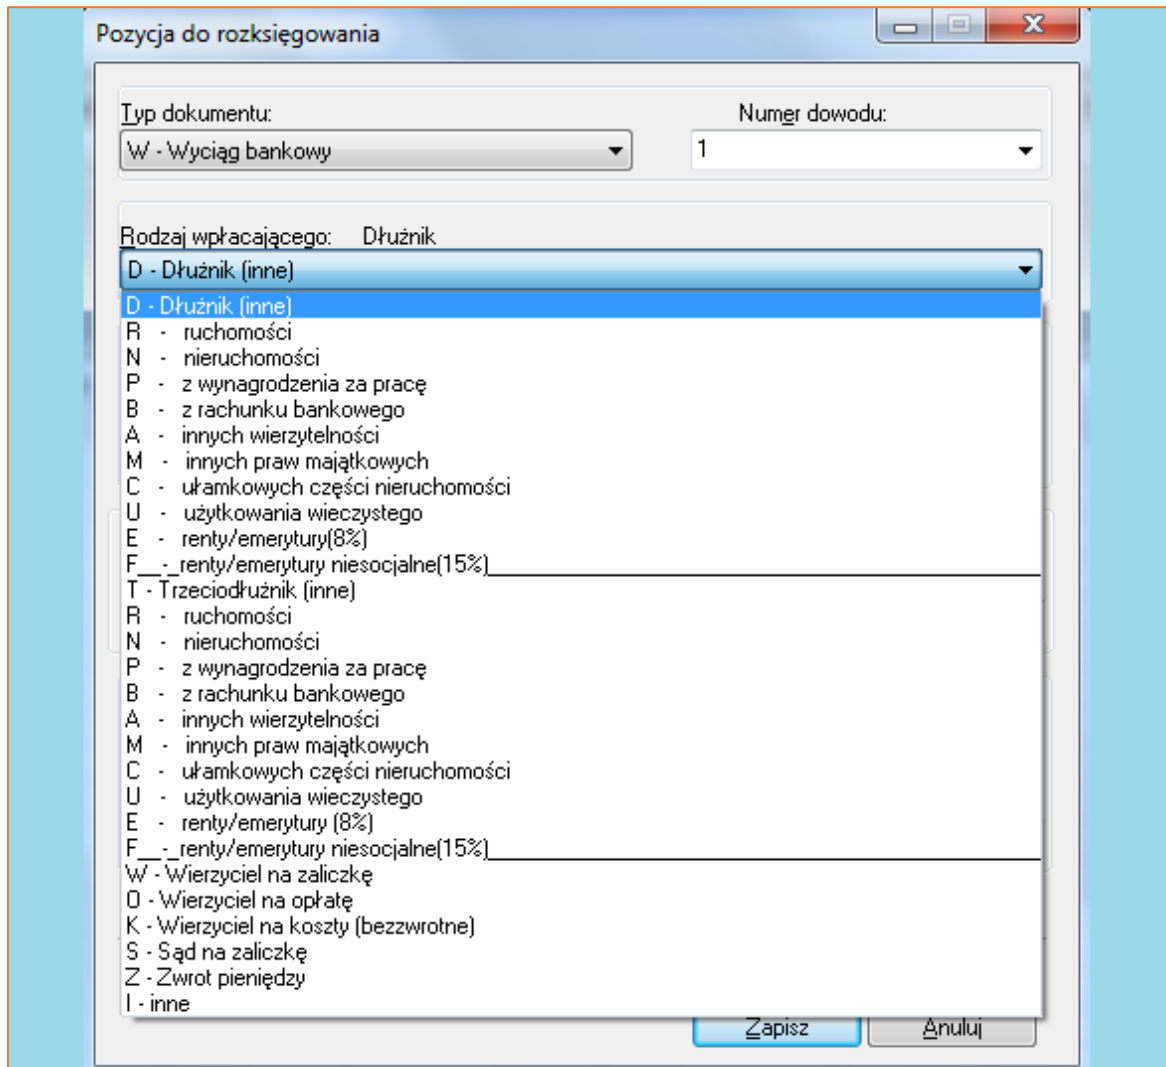 Pozycja do rozksięgowania
Typ dokumentu: Numer dowodu:
W - Wyciąg bankowy 1
Rodzaj wpłacającego: Dłużnik
D - Dłużnik (inne)
D - Dłużnik (inne)
R - ruchomości
N - nieruchomości
P - z wynagrodzenia za pracę
B - z rachunku bankowego
A - innych wierzytelności
M - innych praw majątkowych
C - ułamkowych części nieruchomości
U - użytkowania wieczystego
E - renty/emerytury(8%)
F__-_renty/emerytury niesocjalne(15%)
T - Trzeciodłużnik (inne)
R - ruchomości
N - nieruchomości
P - z wynagrodzenia za pracę
B - z rachunku bankowego
A - innych wierzytelności
M - innych praw majątkowych
C - ułamkowych części nieruchomości
U - użytkowania wieczystego
E - renty/emerytury (8%)
F__-_renty/emerytury niesocjalne(15%)
W - Wierzyciel na zaliczkę
O - Wierzyciel na opłatę
K - Wierzyciel na koszty (bezzwrotne)
S - Sąd na zaliczkę
Z - Zwrot pieniędzy
I - inne
Zapisz Anuluj